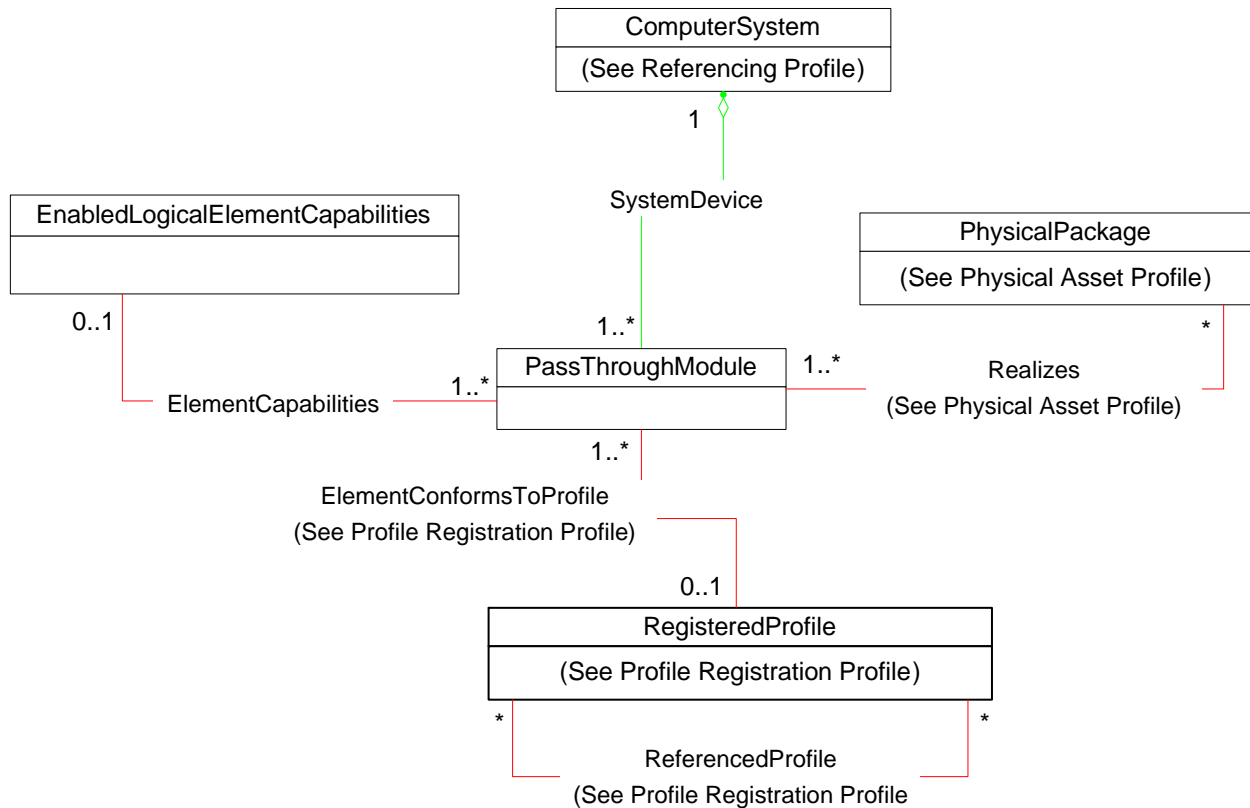 ComputerSystem
(See Referencing Profile)
1
SystemDevice
EnabledLogicalElementCapabilities
PhysicalPackage
(See Physical Asset Profile)
0..1
*
1..*
PassThroughModule
1..*
Realizes
(See Physical Asset Profile)
1..*
ElementCapabilities
1..*
ElementConformsToProfile
(See Profile Registration Profile)
0..1
RegisteredProfile
(See Profile Registration Profile)
*
*
ReferencedProfile
(See Profile Registration Profile